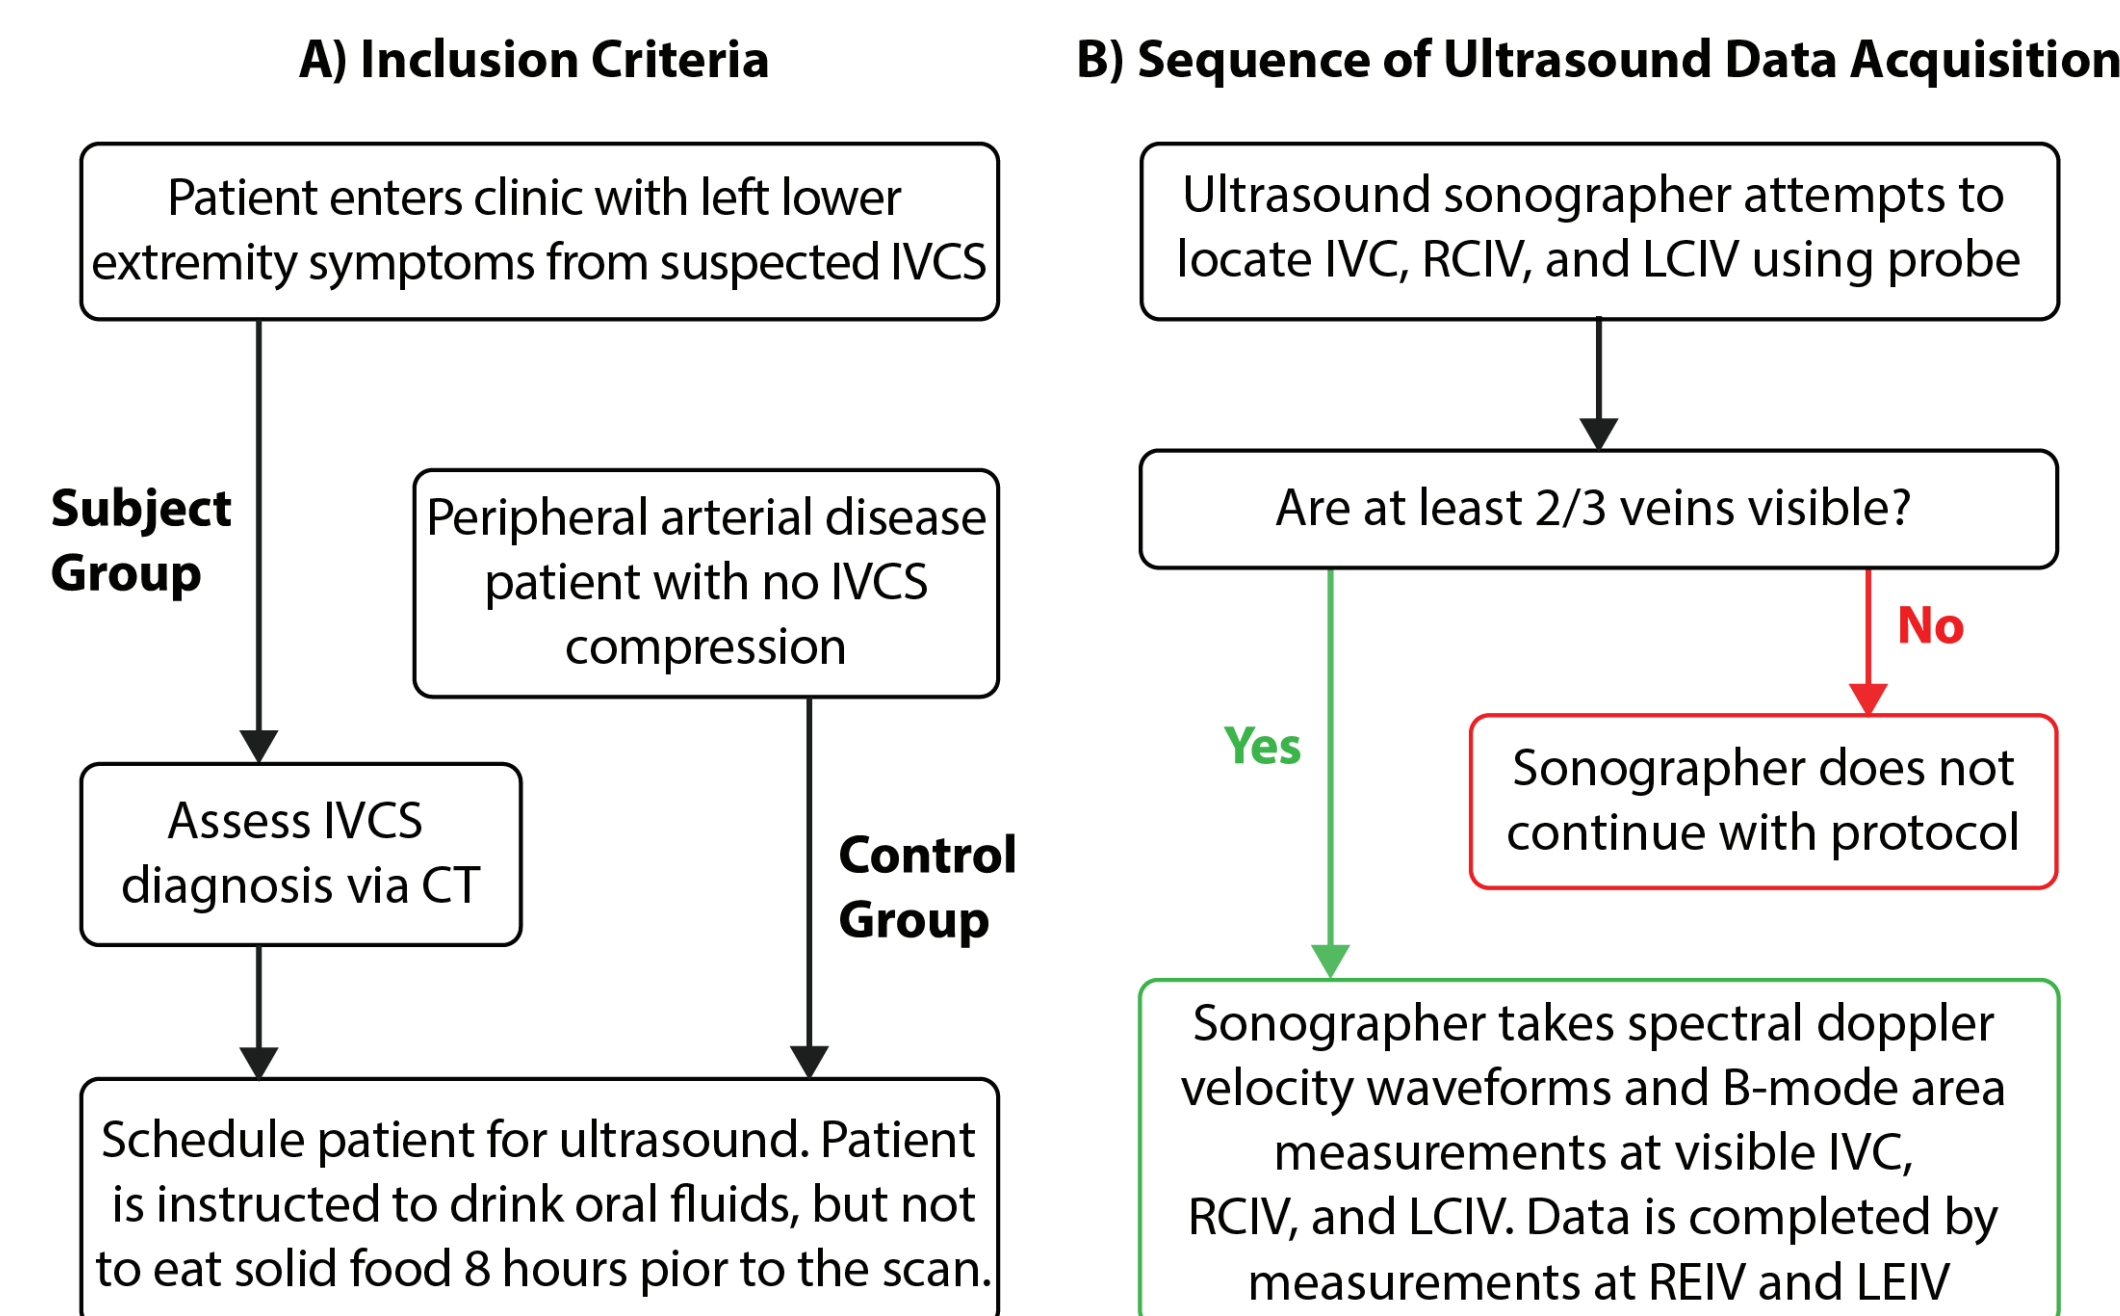 A) Inclusion Criteria
Patient enters clinic with left lower
extremity symptoms from suspected IVCS
Subject
Group
Peripheral arterial disease
patient with no IVCS
compression
Assess IVCS
diagnosis via CT
Control
Group
Schedule patient for ultrasound. Patient
is instructed to drink oral fluids, but not
to eat solid food 8 hours pior to the scan.
B) Sequence of Ultrasound Data Acquisition
Ultrasound sonographer attempts to
locate IVC, RCIV, and LCIV using probe
Are at least 2/3 veins visible?
No
Yes
Sonographer does not
continue with protocol
Sonographer takes spectral doppler
velocity waveforms and B-mode area
measurements at visible IVC,
RCIV, and LCIV. Data is completed by
measurements at REIV and LEIV